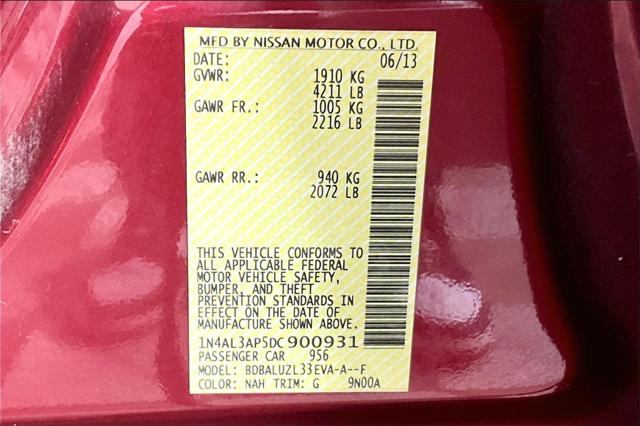 MFD BY NISSAN MOTOR CO., LTD.
DATE: 06/13
GVWR: 1910 KG
4211 LB
GAWR FR.: 1005 KG
2216 LB
GAWR RR.: 940 KG
2072 LB
THIS VEHICLE CONFORMS TO
ALL APPLICABLE FEDERAL
MOTOR VEHICLE SAFETY,
BUMPER, AND THEFT
PREVENTION STANDARDS IN
EFFECT ON THE DATE OF
MANUFACTURE SHOWN ABOVE.
1N4AL3AP5DC900931
PASSENGER CAR 956
MODEL: BDBALUZL33EVA-A--F
COLOR: NAH TRIM: G 9N00A